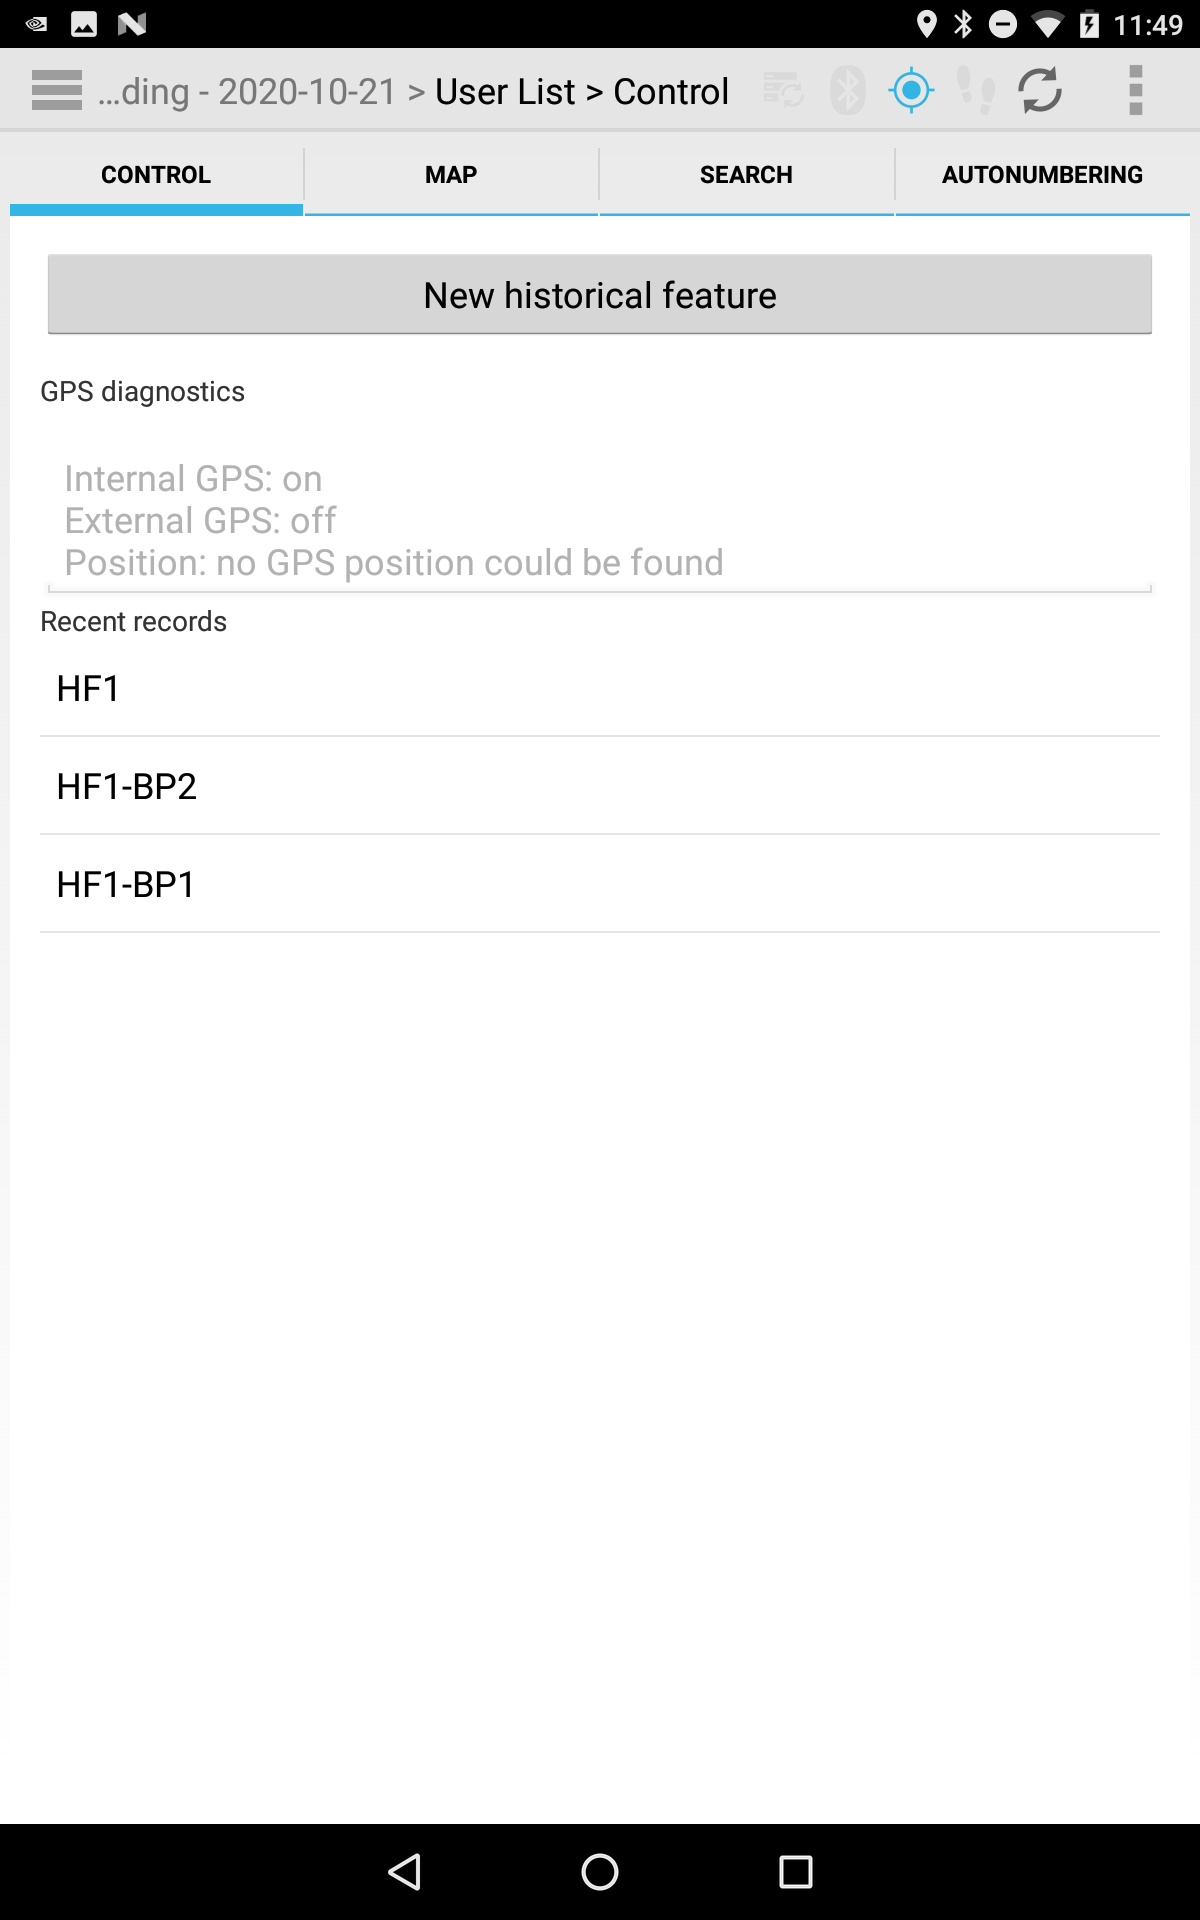 11:49
...ding - 2020-10-21 > User List > Control
CONTROL
MAP
SEARCH
AUTONUMBERING
New historical feature
GPS diagnostics
Internal GPS: on
External GPS: off
Position: no GPS position could be found
Recent records
HF1
HF1-BP2
HF1-BP1